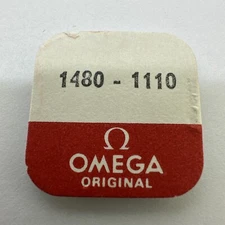 1480 - 1110
Ω
OMEGA
ORIGINAL